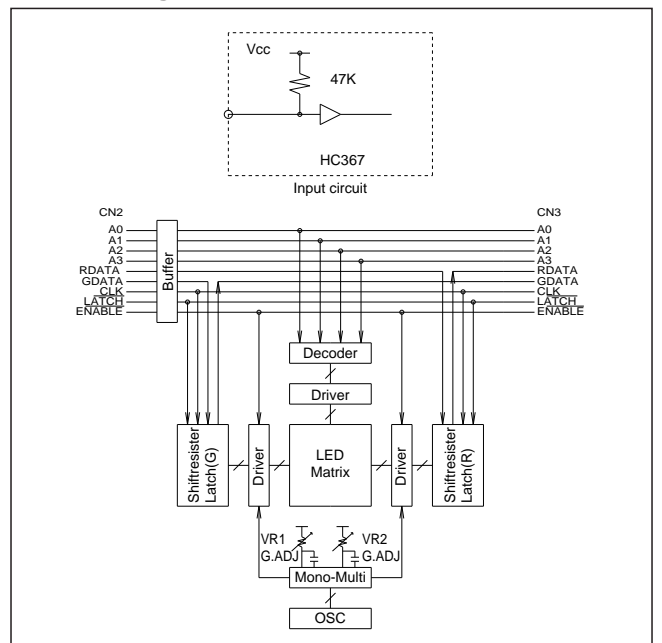 Vcc
47K
HC367
Input circuit
CN2
CN3
A0
A1
A2
A3
RDATA
GDATA
CLK
LATCH
ENABLE
Buffer
A0
A1
A2
A3
RDATA
GDATA
CLK
LATCH
ENABLE
Decoder
Driver
Shiftresister
Latch(G)
Driver
LED
Matrix
Driver
Shiftresister
Latch(R)
VR1
G.ADJ
VR2
G.ADJ
Mono-Multi
OSC